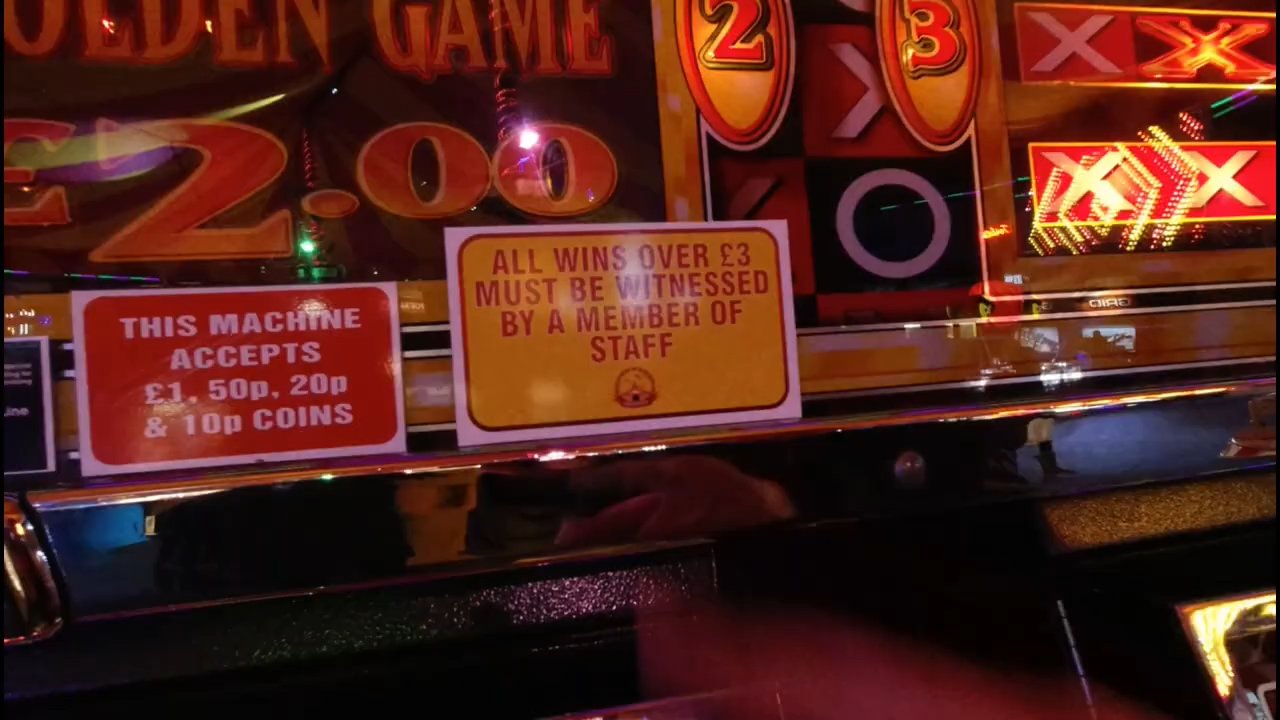 OLDEN GAME
£2.00
2
3
X X
X X
THIS MACHINE
ACCEPTS
£1, 50p, 20p
& 10p COINS
ALL WINS OVER £3
MUST BE WITNESSED
BY A MEMBER OF
STAFF